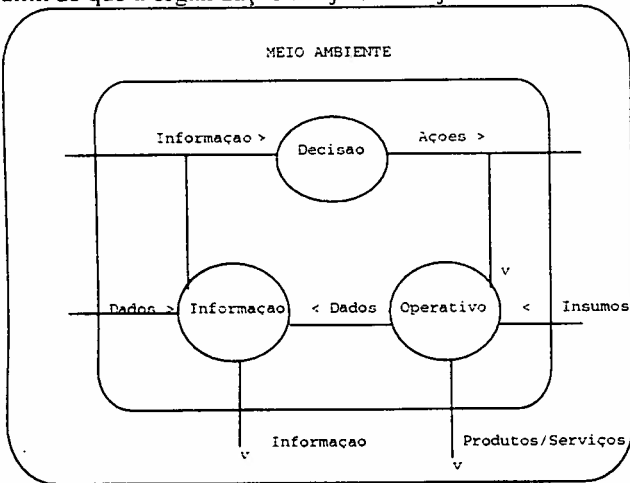 MEIO AMBIENTE
Informaçao > Açoes >
Decisao
v
Dados > Informaçao < Dados Operativo < Insumos
Informaçao Produtos/Serviços
v v